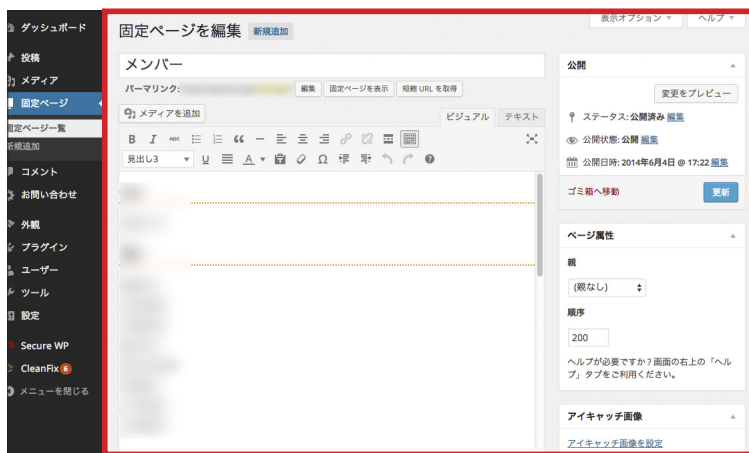 ダッシュボード
投稿
メディア
固定ページ
固定ページ一覧
新規追加
コメント
お問い合わせ
外観
プラグイン
ユーザー
ツール
設定
Secure WP
CleanFix 6
メニューを閉じる
表示オプション ヘルプ
固定ページを編集 新規追加
メンバー
パーマリンク: 編集 固定ページを表示 短縮 URL を取得
メディアを追加
ビジュアル テキスト
B I ABC
見出し3 U A Ω
公開
変更をプレビュー
ステータス: 公開済み 編集
公開状態: 公開 編集
公開日時: 2014年6月4日 @ 17:22 編集
ゴミ箱へ移動 更新
ページ属性
親
(親なし)
順序
200
ヘルプが必要ですか ? 画面の右上の「ヘル
プ」タブをご利用ください。
アイキャッチ画像
アイキャッチ画像を設定